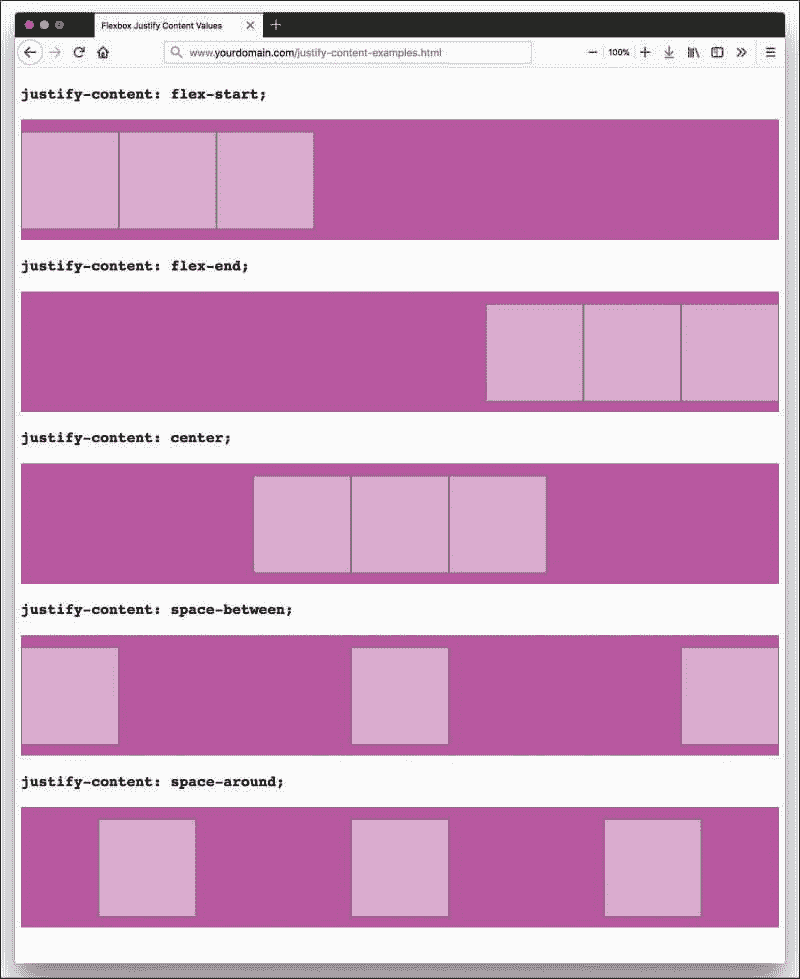 Flexbox Justify Content Values
www.yourdomain.com/justify-content-examples.html
100%
justify-content: flex-start;
justify-content: flex-end;
justify-content: center;
justify-content: space-between;
justify-content: space-around;